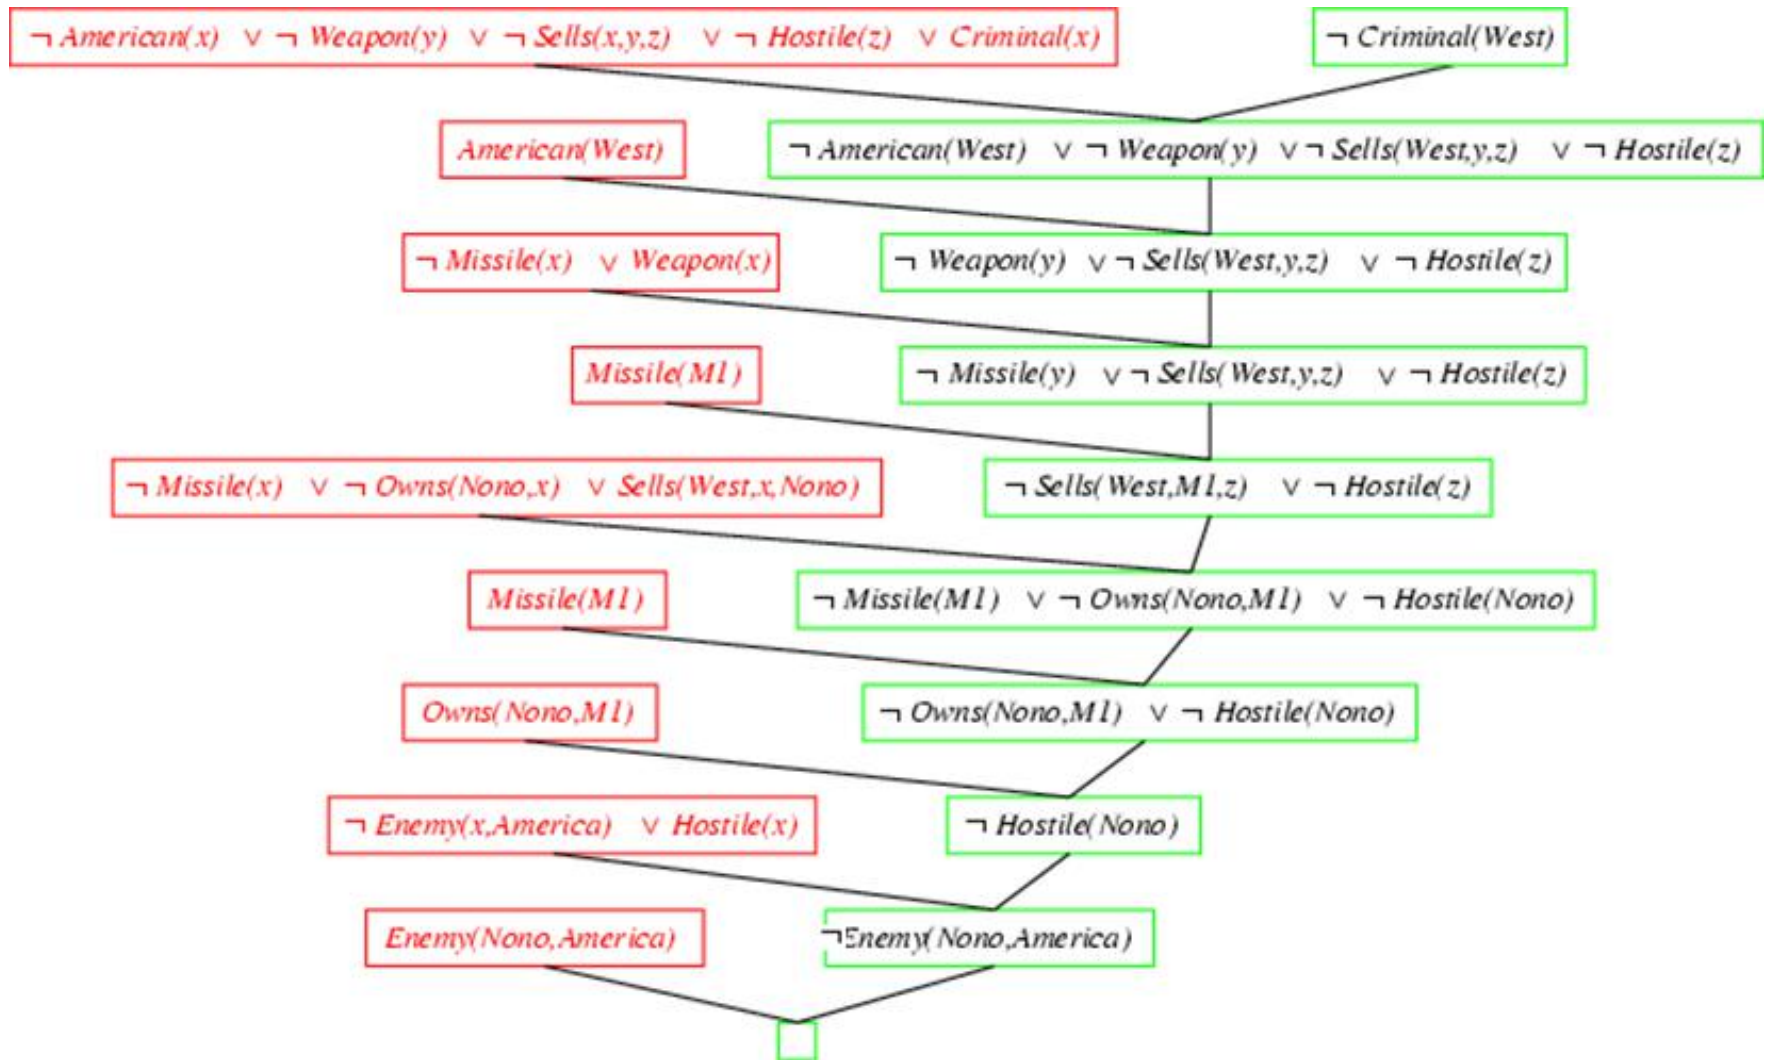 ¬ American(x) ∨ ¬ Weapon(y) ∨ ¬ Sells(x,y,z) ∨ ¬ Hostile(z) ∨ Criminal(x)
¬ Criminal(West)
American(West)
¬ American(West) ∨ ¬ Weapon(y) ∨ ¬ Sells(West,y,z) ∨ ¬ Hostile(z)
¬ Missile(x) ∨ Weapon(x)
¬ Weapon(y) ∨ ¬ Sells(West,y,z) ∨ ¬ Hostile(z)
Missile(M1)
¬ Missile(y) ∨ ¬ Sells(West,y,z) ∨ ¬ Hostile(z)
¬ Missile(x) ∨ ¬ Owns(Nono,x) ∨ Sells(West,x,Nono)
¬ Sells(West,M1,z) ∨ ¬ Hostile(z)
Missile(M1)
¬ Missile(M1) ∨ ¬ Owns(Nono,M1) ∨ ¬ Hostile(Nono)
Owns(Nono,M1)
¬ Owns(Nono,M1) ∨ ¬ Hostile(Nono)
¬ Enemy(x,America) ∨ Hostile(x)
¬ Hostile(Nono)
Enemy(Nono,America)
¬Enemy(Nono,America)